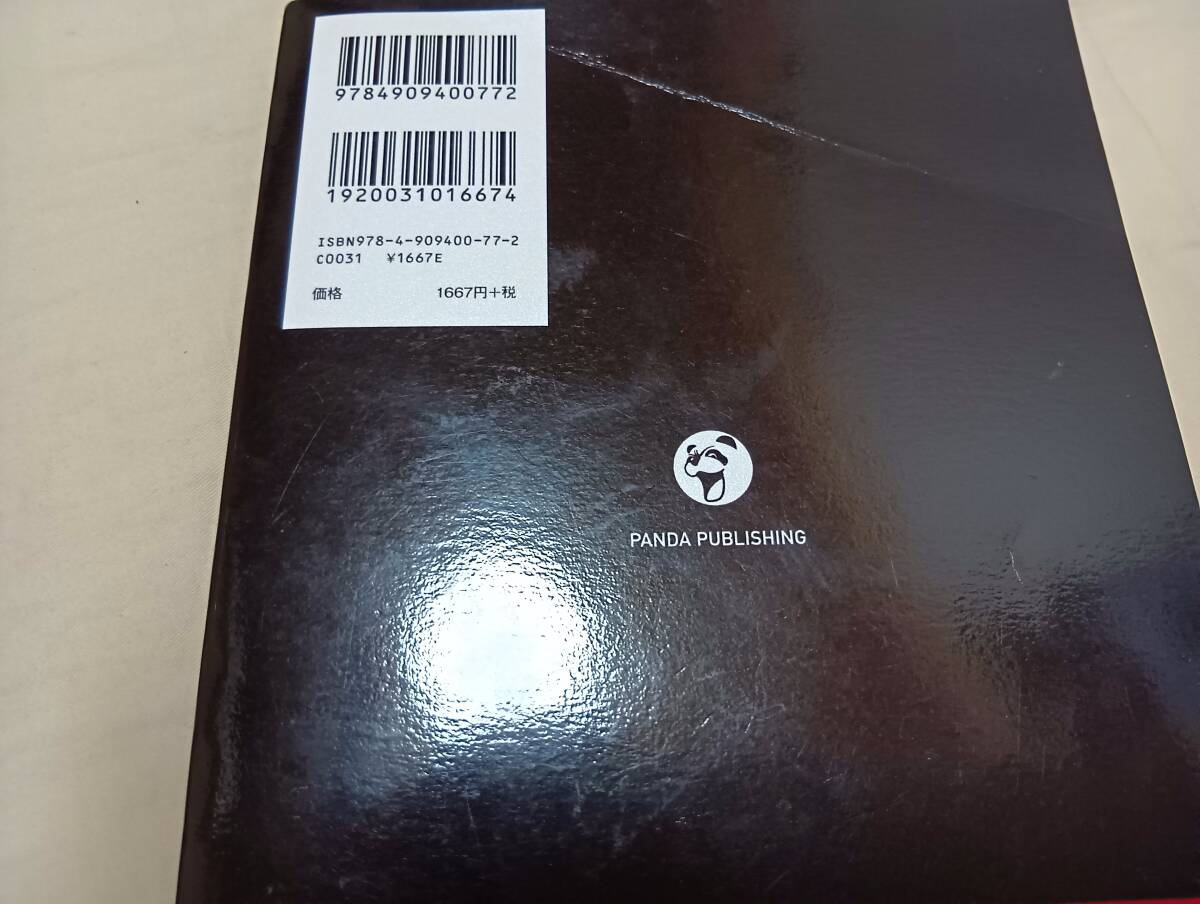 9784909400772
1920031016674
ISBN978-4-909400-77-2
C0031 ¥1667E
価格 1667円+税
PANDA PUBLISHING